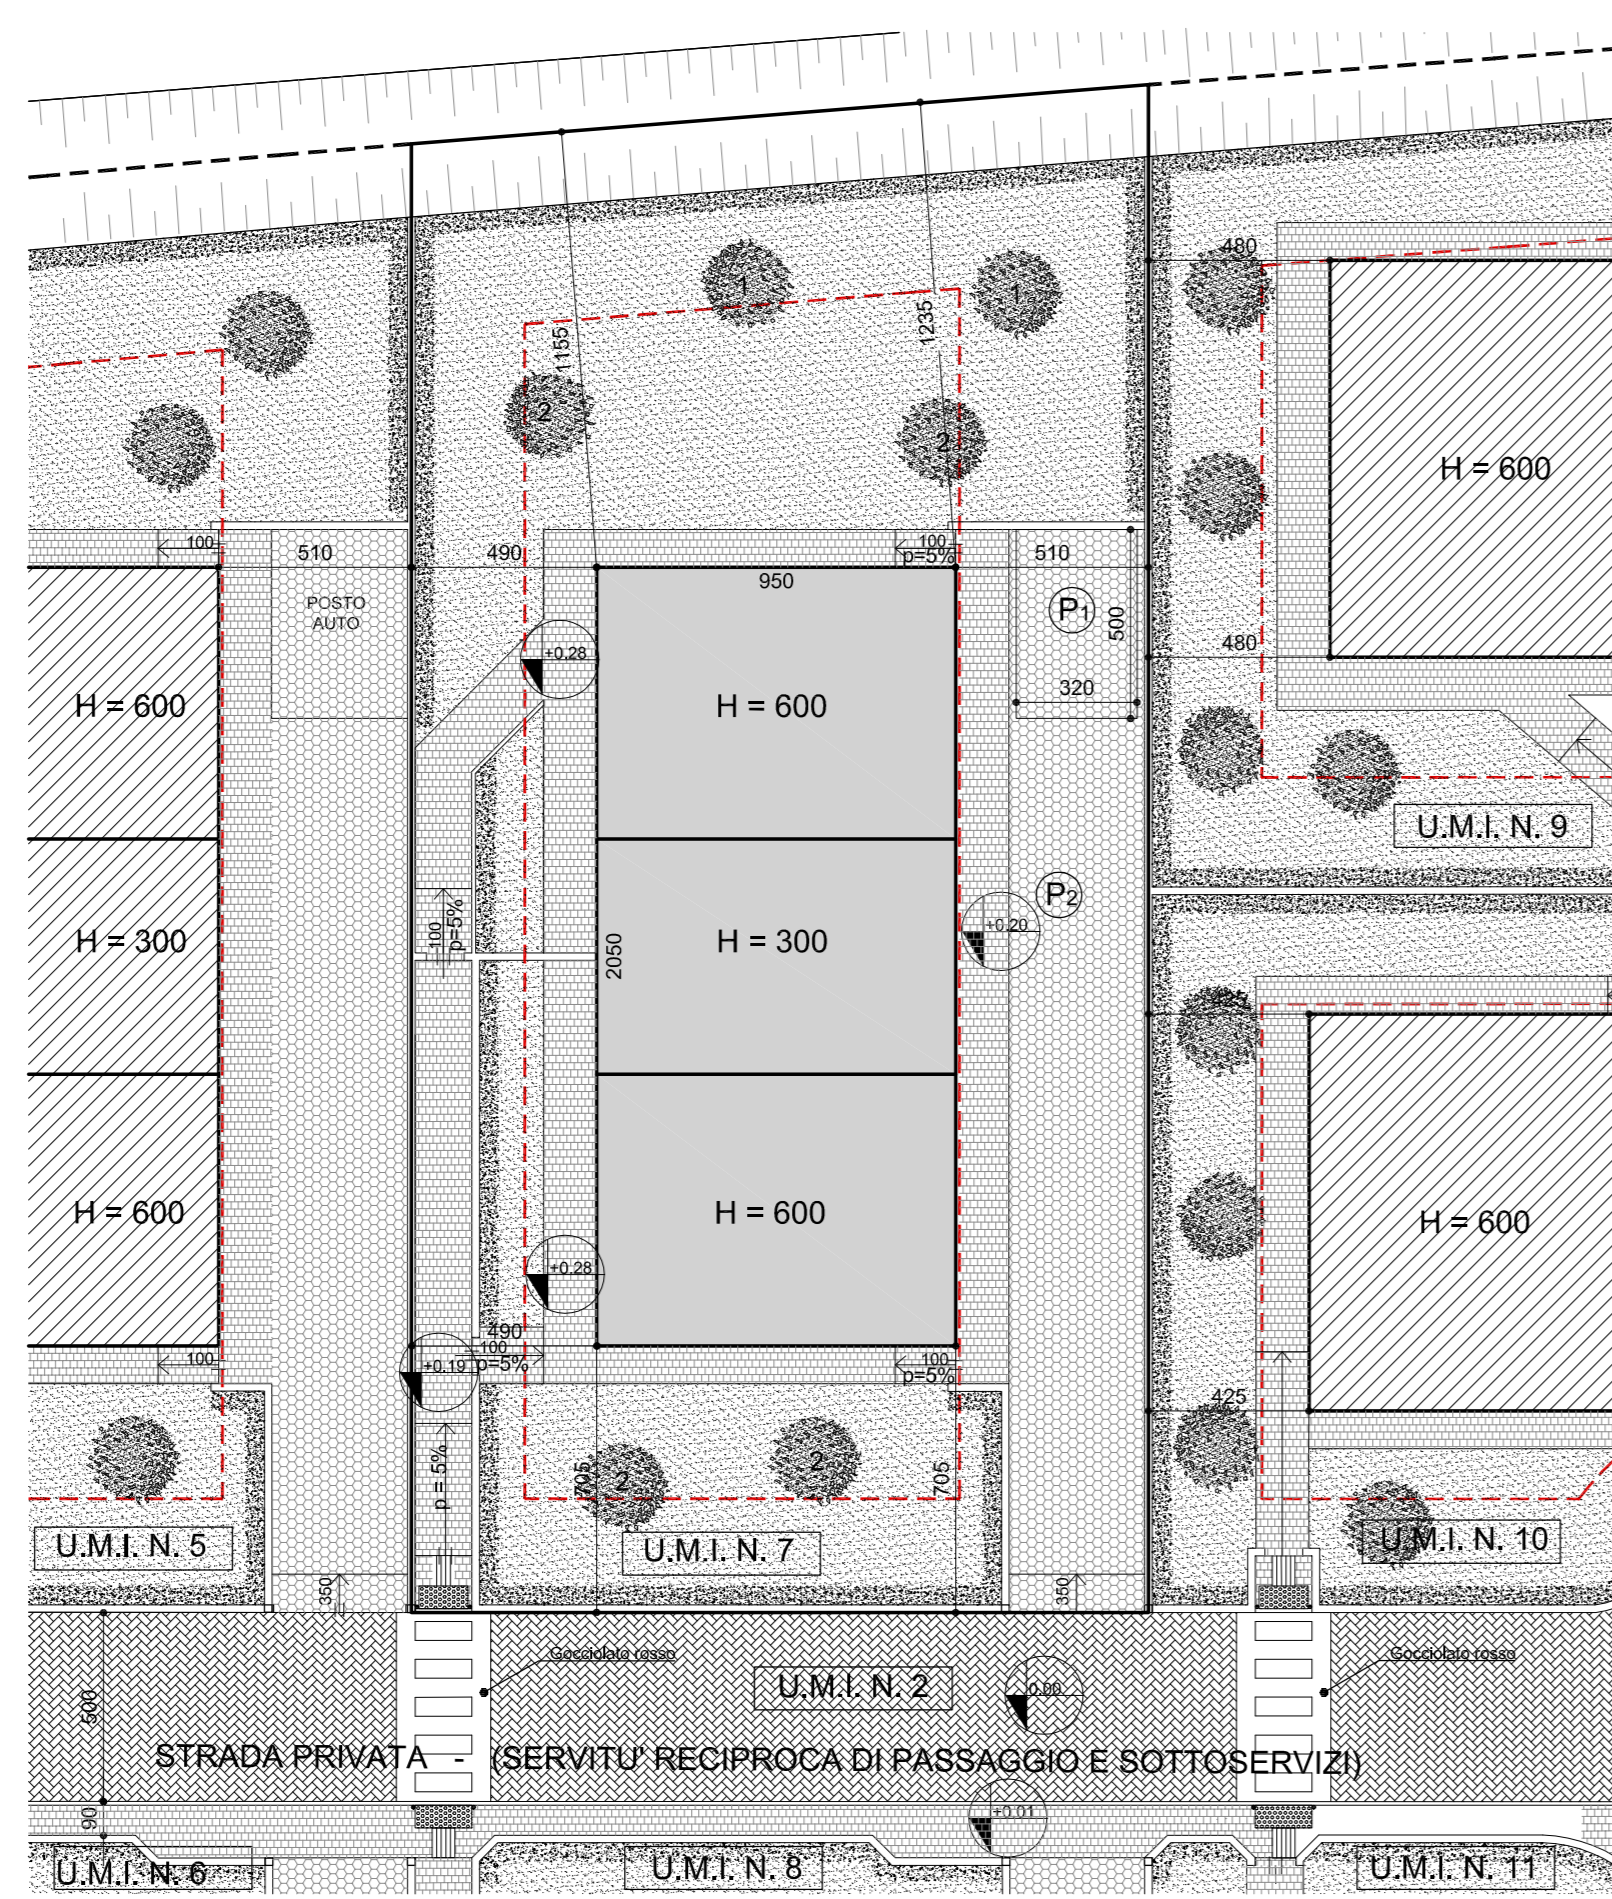 480
1155
1235
1
1
2
2
H = 600
100
510
490
100
p=5%
510
950
POSTO
AUTO
P1
500
+0.28
480
320
H = 600
H = 600
U.M.I. N. 9
P2
100
p=5%
+0.20
H = 300
2050
H = 300
425
H = 600
H = 600
H = 600
+0.28
490
100
p=5%
+0.19
100
100
p=5%
425
p = 5%
705
2
2
705
U.M.I. N. 5
U.M.I. N. 7
U.M.I. N. 10
350
350
Gocciolato rosso
Gocciolato rosso
U.M.I. N. 2
0.00
500
STRADA PRIVATA - (SERVITU' RECIPROCA DI PASSAGGIO E SOTTOSERVIZI)
90
+0.01
U.M.I. N. 6
U.M.I. N. 8
U.M.I. N. 11